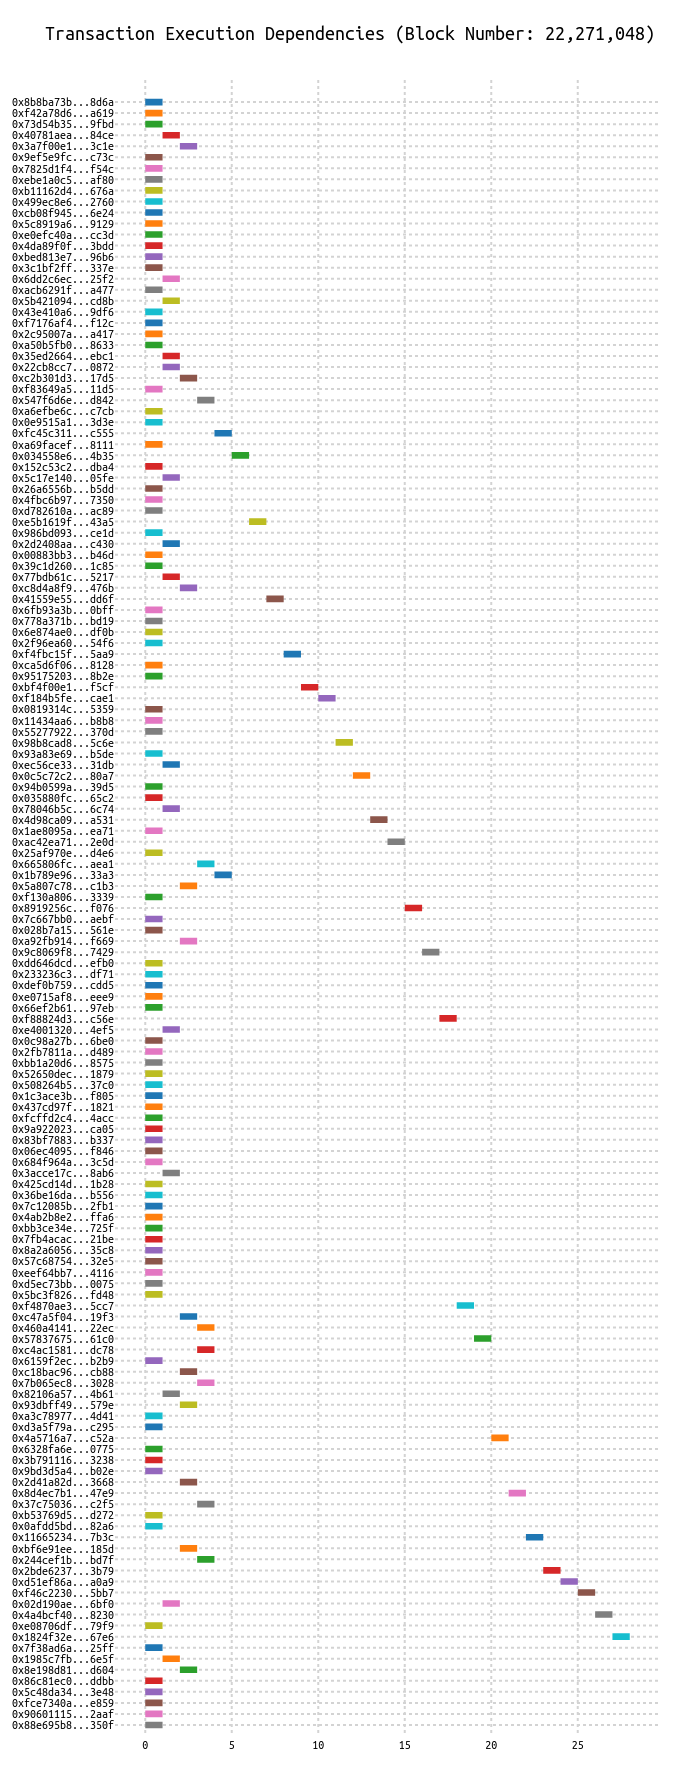 Transaction Execution Dependencies (Block Number: 22,271,048)
0x8b8ba73b...8d6a
0xf42a78d6...a619
0x73d54b35...9fbd
0x40781aea...84ce
0x3a7f00e1...3c1e
0x9ef5e9fc...c73c
0x7825d1f4...f54c
0xebe1a0c5...af80
0xb11162d4...676a
0x499ec8e6...2760
0xcb08f945...6e24
0x5c8919a6...9129
0xe0efc40a...cc3d
0x4da89f0f...3bdd
0xbed813e7...96b6
0x3c1bf2ff...337e
0x6dd2c6ec...25f2
0xacb6291f...a477
0x5b421094...cd8b
0x43e410a6...9df6
0xf7176af4...f12c
0x2c95007a...a417
0xa50b5fb0...8633
0x35ed2664...ebc1
0x22cb8cc7...0872
0xc2b301d3...17d5
0xf83649a5...11d5
0x547f6d6e...d842
0xa6efbe6c...c7cb
0x0e9515a1...3d3e
0xfc45c311...c555
0xa69facef...8111
0x034558e6...4b35
0x152c53c2...dba4
0x5c17e140...05fe
0x26a6556b...b5dd
0x4fbc6b97...7350
0xd782610a...ac89
0xe5b1619f...43a5
0x986bd093...ce1d
0x2d2408aa...c430
0x00883bb3...b46d
0x39c1d260...1c85
0x77bdb61c...5217
0xc8d4a8f9...476b
0x41559e55...dd6f
0x6fb93a3b...0bff
0x778a371b...bd19
0x6e874ae0...df0b
0x2f96ea60...54f6
0xf4fbc15f...5aa9
0xca5d6f06...8128
0x95175203...8b2e
0xbf4f00e1...f5cf
0xf184b5fe...cae1
0x0819314c...5359
0x11434aa6...b8b8
0x55277922...370d
0x98b8cad8...5c6e
0x93a83e69...b5de
0xec56ce33...31db
0x0c5c72c2...80a7
0x94b0599a...39d5
0x035880fc...65c2
0x78046b5c...6c74
0x4d98ca09...a531
0x1ae8095a...ea71
0xac42ea71...2e0d
0x25af970e...d4e6
0x665806fc...aea1
0x1b789e96...33a3
0x5a807c78...c1b3
0xf130a806...3339
0x8919256c...f076
0x7c667bb0...aebf
0x028b7a15...561e
0xa92fb914...f669
0x9c8069f8...7429
0xdd646dcd...efb0
0x233236c3...df71
0xdef0b759...cdd5
0xe0715af8...eee9
0x66ef2b61...97eb
0xf88824d3...c56e
0xe4001320...4ef5
0x0c98a27b...6be0
0x2fb7811a...d489
0xbb1a20d6...8575
0x52650dec...1879
0x508264b5...37c0
0x1c3ace3b...f805
0x437cd97f...1821
0xfcffd2c4...4acc
0x9a922023...ca05
0x83bf7883...b337
0x06ec4095...f846
0x684f964a...3c5d
0x3acce17c...8ab6
0x425cd14d...1b28
0x36be16da...b556
0x7c12085b...2fb1
0x4ab2b8e2...ffa6
0xbb3ce34e...725f
0x7fb4acac...21be
0x8a2a6056...35c8
0x57c68754...32e5
0xeef64bb7...4116
0xd5ec73bb...0075
0x5bc3f826...fd48
0xf4870ae3...5cc7
0xc47a5f04...19f3
0x460a4141...22ec
0x57837675...61c0
0xc4ac1581...dc78
0x6159f2ec...b2b9
0xc18bac96...cb88
0x7b065ec8...3028
0x82106a57...4b61
0x93dbff49...579e
0xa3c78977...4d41
0xd3a5f79a...c295
0x4a5716a7...c52a
0x6328fa6e...0775
0x3b791116...3238
0x9bd3d5a4...b02e
0x2d41a82d...3668
0x8d4ec7b1...47e9
0x37c75036...c2f5
0xb53769d5...d272
0x0afdd5bd...82a6
0x11665234...7b3c
0xbf6e91ee...185d
0x244cef1b...bd7f
0x2bde6237...3b79
0xd51ef86a...a0a9
0xf46c2230...5bb7
0x02d190ae...6bf0
0x4a4bcf40...8230
0xe08706df...79f9
0x1824f32e...67e6
0x7f38ad6a...25ff
0x1985c7fb...6e5f
0x8e198d81...d604
0x86c81ec0...ddbb
0x5c48da34...3e48
0xfce7340a...e859
0x90601115...2aaf
0x88e695b8...350f
0 5 10 15 20 25